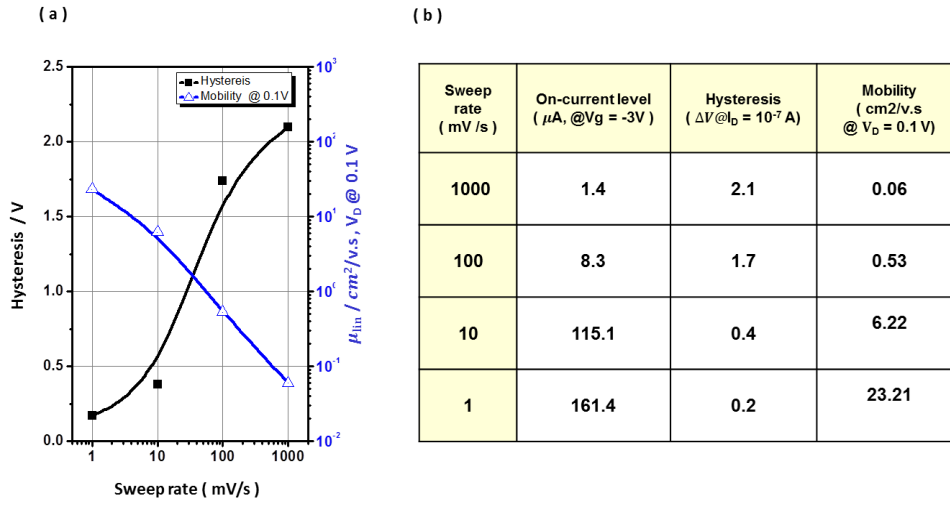 ( a )
2.5
2.0
1.5
1.0
0.5
0.0
Hysteresis / V
Hystereis
Mobility @ 0.1V
10³
10²
10¹
10⁰
10⁻¹
10⁻²
μlin / cm²/v.s , VD @ 0.1 V
1 10 100 1000
Sweep rate ( mV/s )
( b )
Sweep
rate
( mV /s )
On-current level
( μA, @Vg = -3V )
Hysteresis
( ΔV@ID = 10⁻⁷ A)
Mobility
( cm2/v.s
@ VD = 0.1 V)
1000 1.4 2.1 0.06
100 8.3 1.7 0.53
10 115.1 0.4 6.22
1 161.4 0.2 23.21